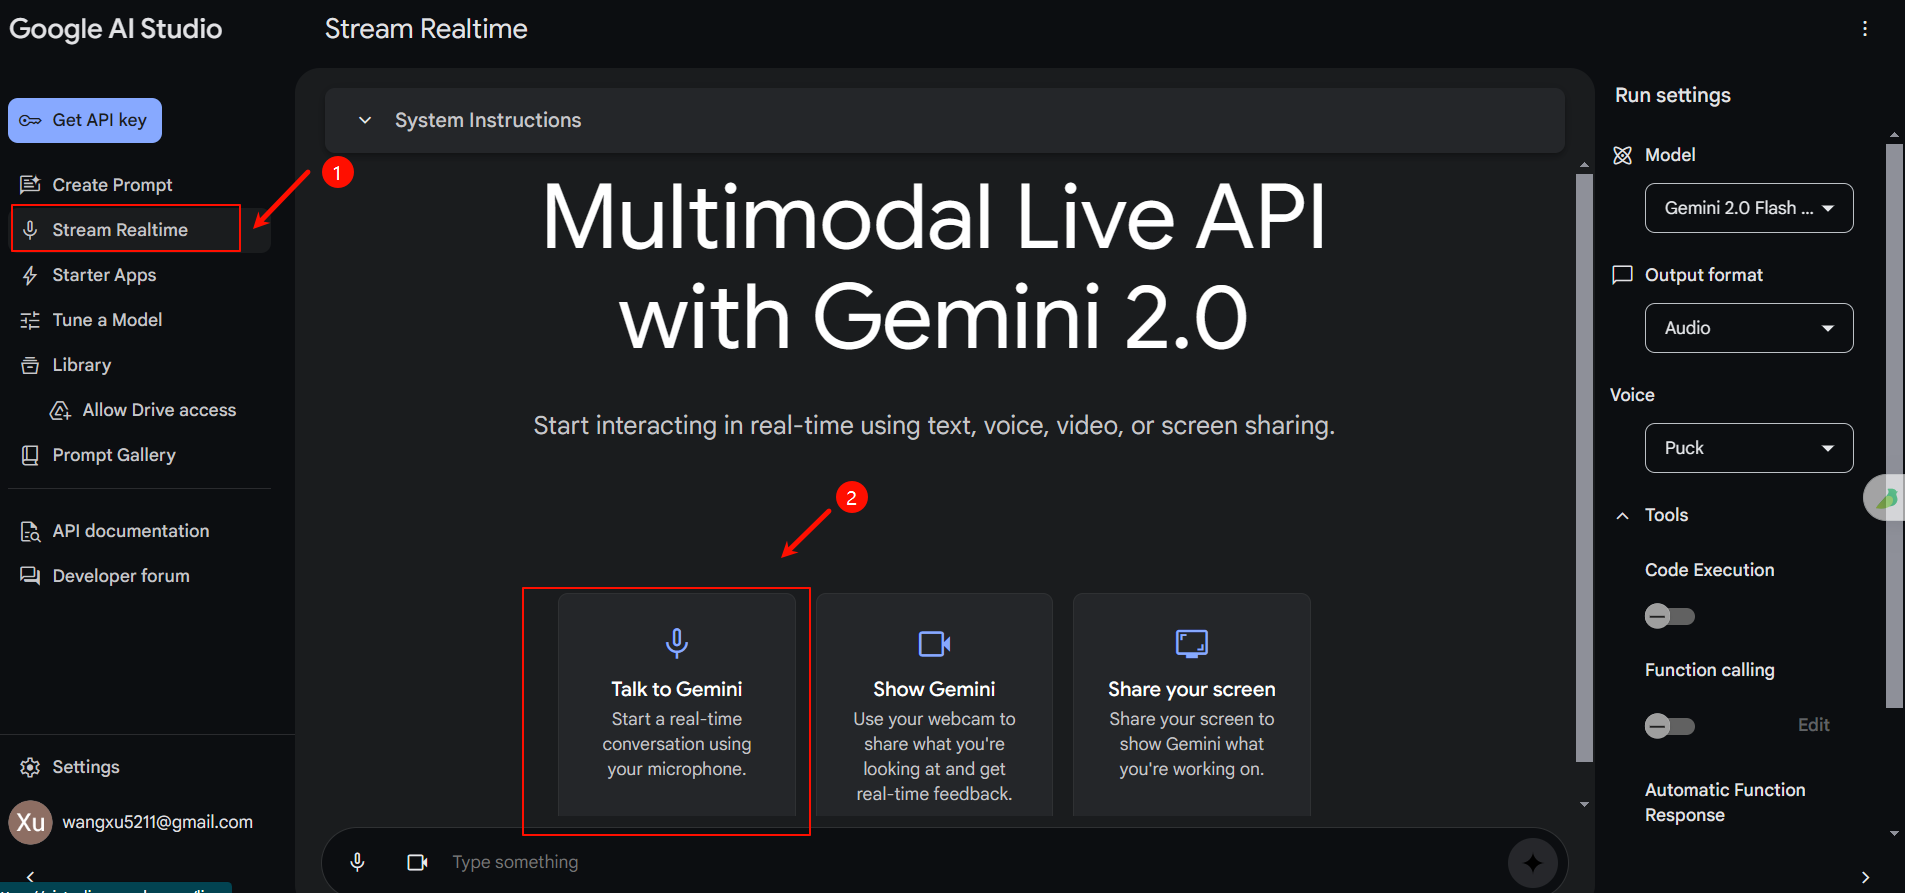 Google AI Studio
Get API key
Create Prompt
Stream Realtime
Starter Apps
Tune a Model
Library
Allow Drive access
Prompt Gallery
API documentation
Developer forum
Settings
Xu
wangxu5211@gmail.com
Stream Realtime
System Instructions
1
Multimodal Live API
with Gemini 2.0
Start interacting in real-time using text, voice, video, or screen sharing.
2
Talk to Gemini
Start a real-time
conversation using
your microphone.
Show Gemini
Use your webcam to
share what you're
looking at and get
real-time feedback.
Share your screen
Share your screen to
show Gemini what
you're working on.
Type something
Run settings
Model
Gemini 2.0 Flash ...
Output format
Audio
Voice
Puck
Tools
Code Execution
Function calling
Edit
Automatic Function
Response